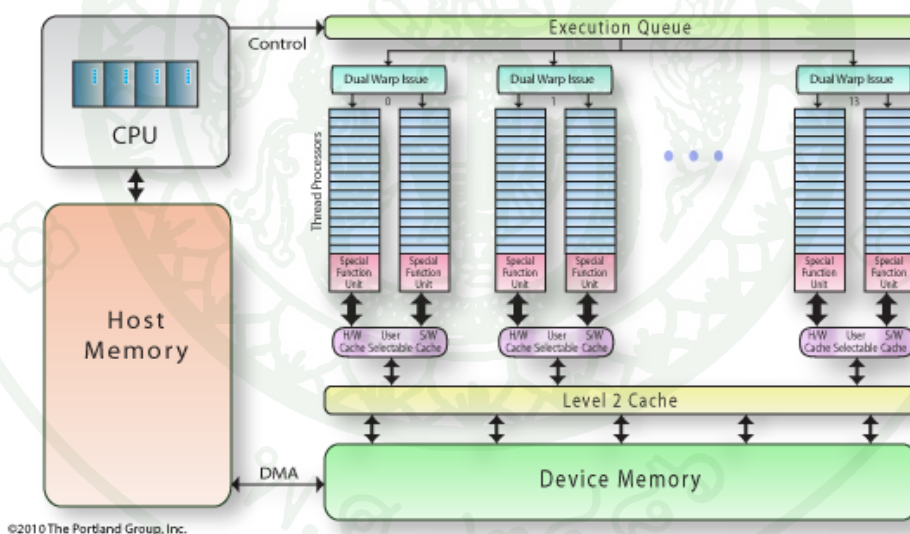 Execution Queue
Control
CPU
Dual Warp Issue
Dual Warp Issue
Dual Warp Issue
0
1
13
Thread Processors
Special
Function
Unit
Special
Function
Unit
Special
Function
Unit
Special
Function
Unit
Special
Function
Unit
Special
Function
Unit
H/W User S/W
Cache Selectable Cache
H/W User S/W
Cache Selectable Cache
H/W User S/W
Cache Selectable Cache
Host
Memory
Level 2 Cache
DMA
Device Memory
©2010 The Portland Group, Inc.